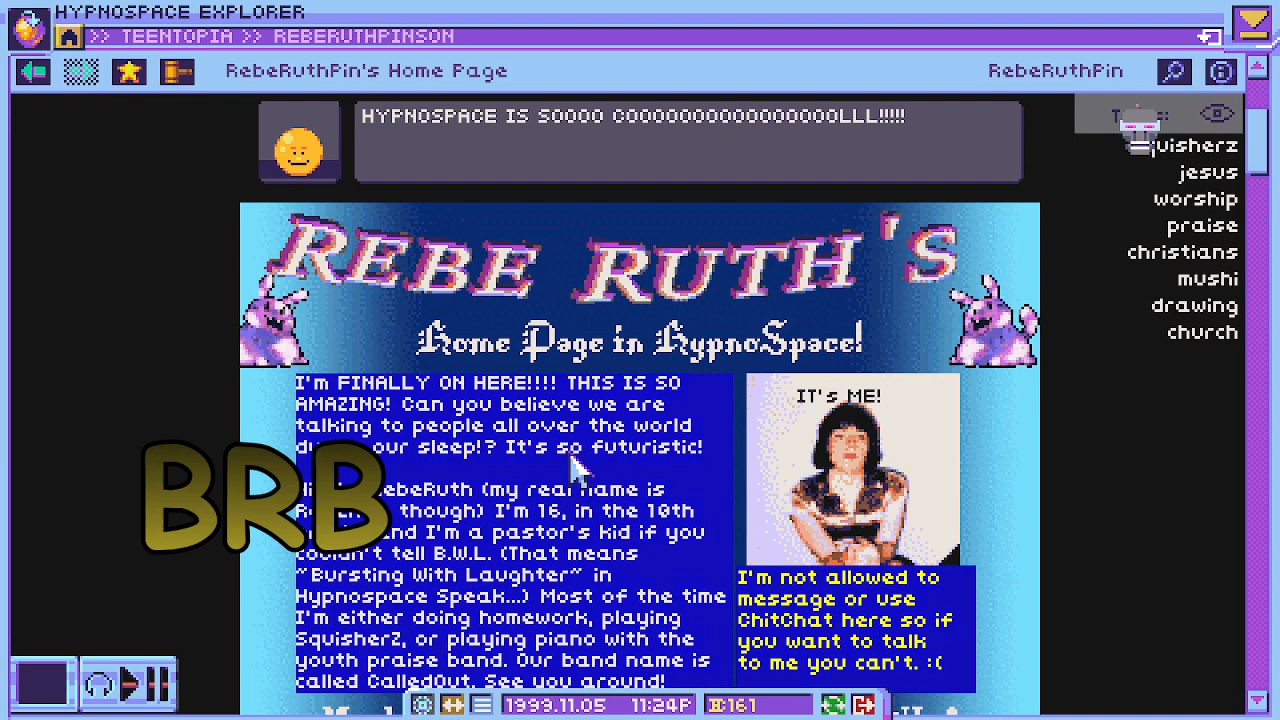 HYPNOSPACE EXPLORER
>> TEENTOPIA >> REBERUTHPINSON
RebeRuthPin's Home Page
RebeRuthPin
HYPNOSPACE IS SOOOO COOOOOOOOOOOOOOOOOLLL!!!!!
uisherz
jesus
worship
praise
christians
mushi
drawing
church
REBE RUTH'S
Home Page in HypnoSpace!
I'm FINALLY ON HERE!!!! THIS IS SO
AMAZING! Can you believe we are
talking to people all over the world
our sleep!? It's so futuristic!
ebeRuth (my real name is
though) I'm 16, in the 10th
and I'm a pastor's kid if you
couldn't tell B.W.L. (That means
~Bursting With Laughter~ in
Hypnospace Speak...) Most of the time
I'm either doing homework, playing
SquisherZ, or playing piano with the
youth praise band. Our band name is
called CalledOut. See you around!
IT's ME!
I'm not allowed to
message or use
ChitChat here so if
you want to talk
to me you can't. :(
BRB
1999.11.05 11:24P
161